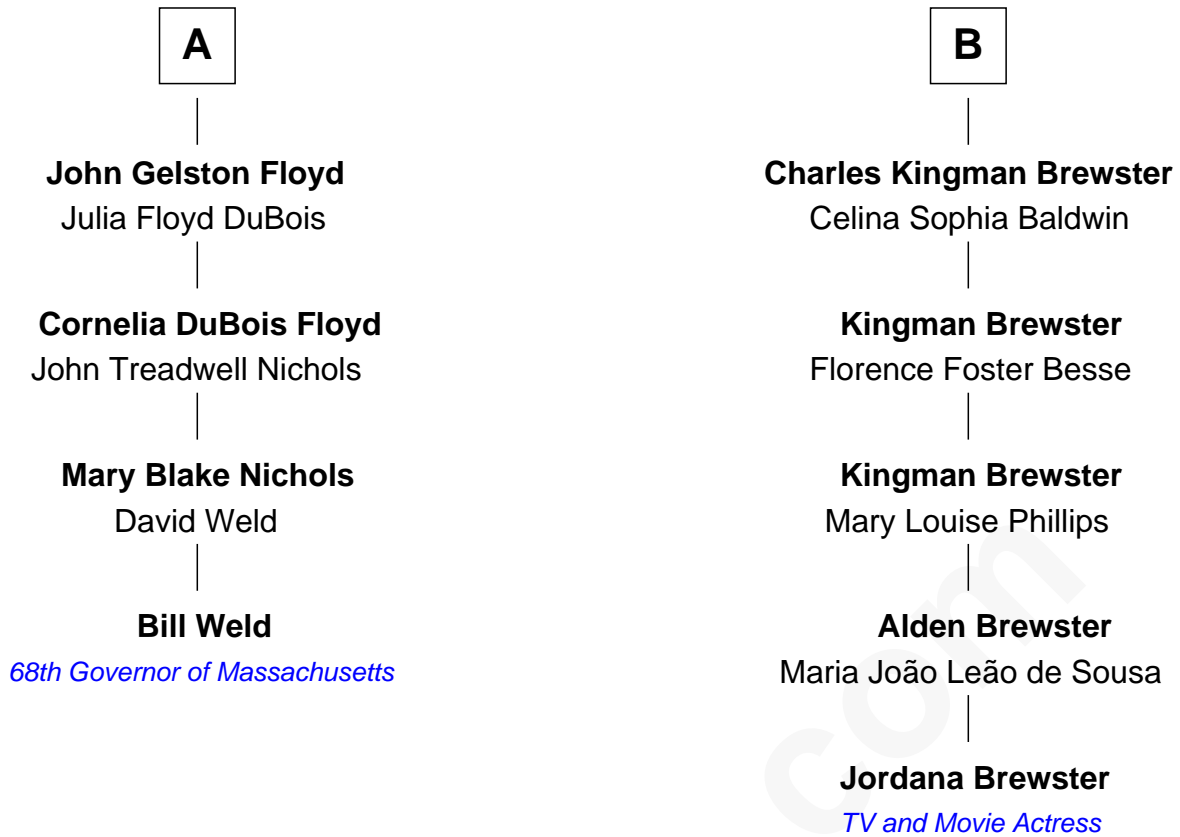 A
John Gelston Floyd
Julia Floyd DuBois
Cornelia DuBois Floyd
John Treadwell Nichols
Mary Blake Nichols
David Weld
Bill Weld
68th Governor of Massachusetts
B
Charles Kingman Brewster
Celina Sophia Baldwin
Kingman Brewster
Florence Foster Besse
Kingman Brewster
Mary Louise Phillips
Alden Brewster
Maria João Leão de Sousa
Jordana Brewster
TV and Movie Actress
com